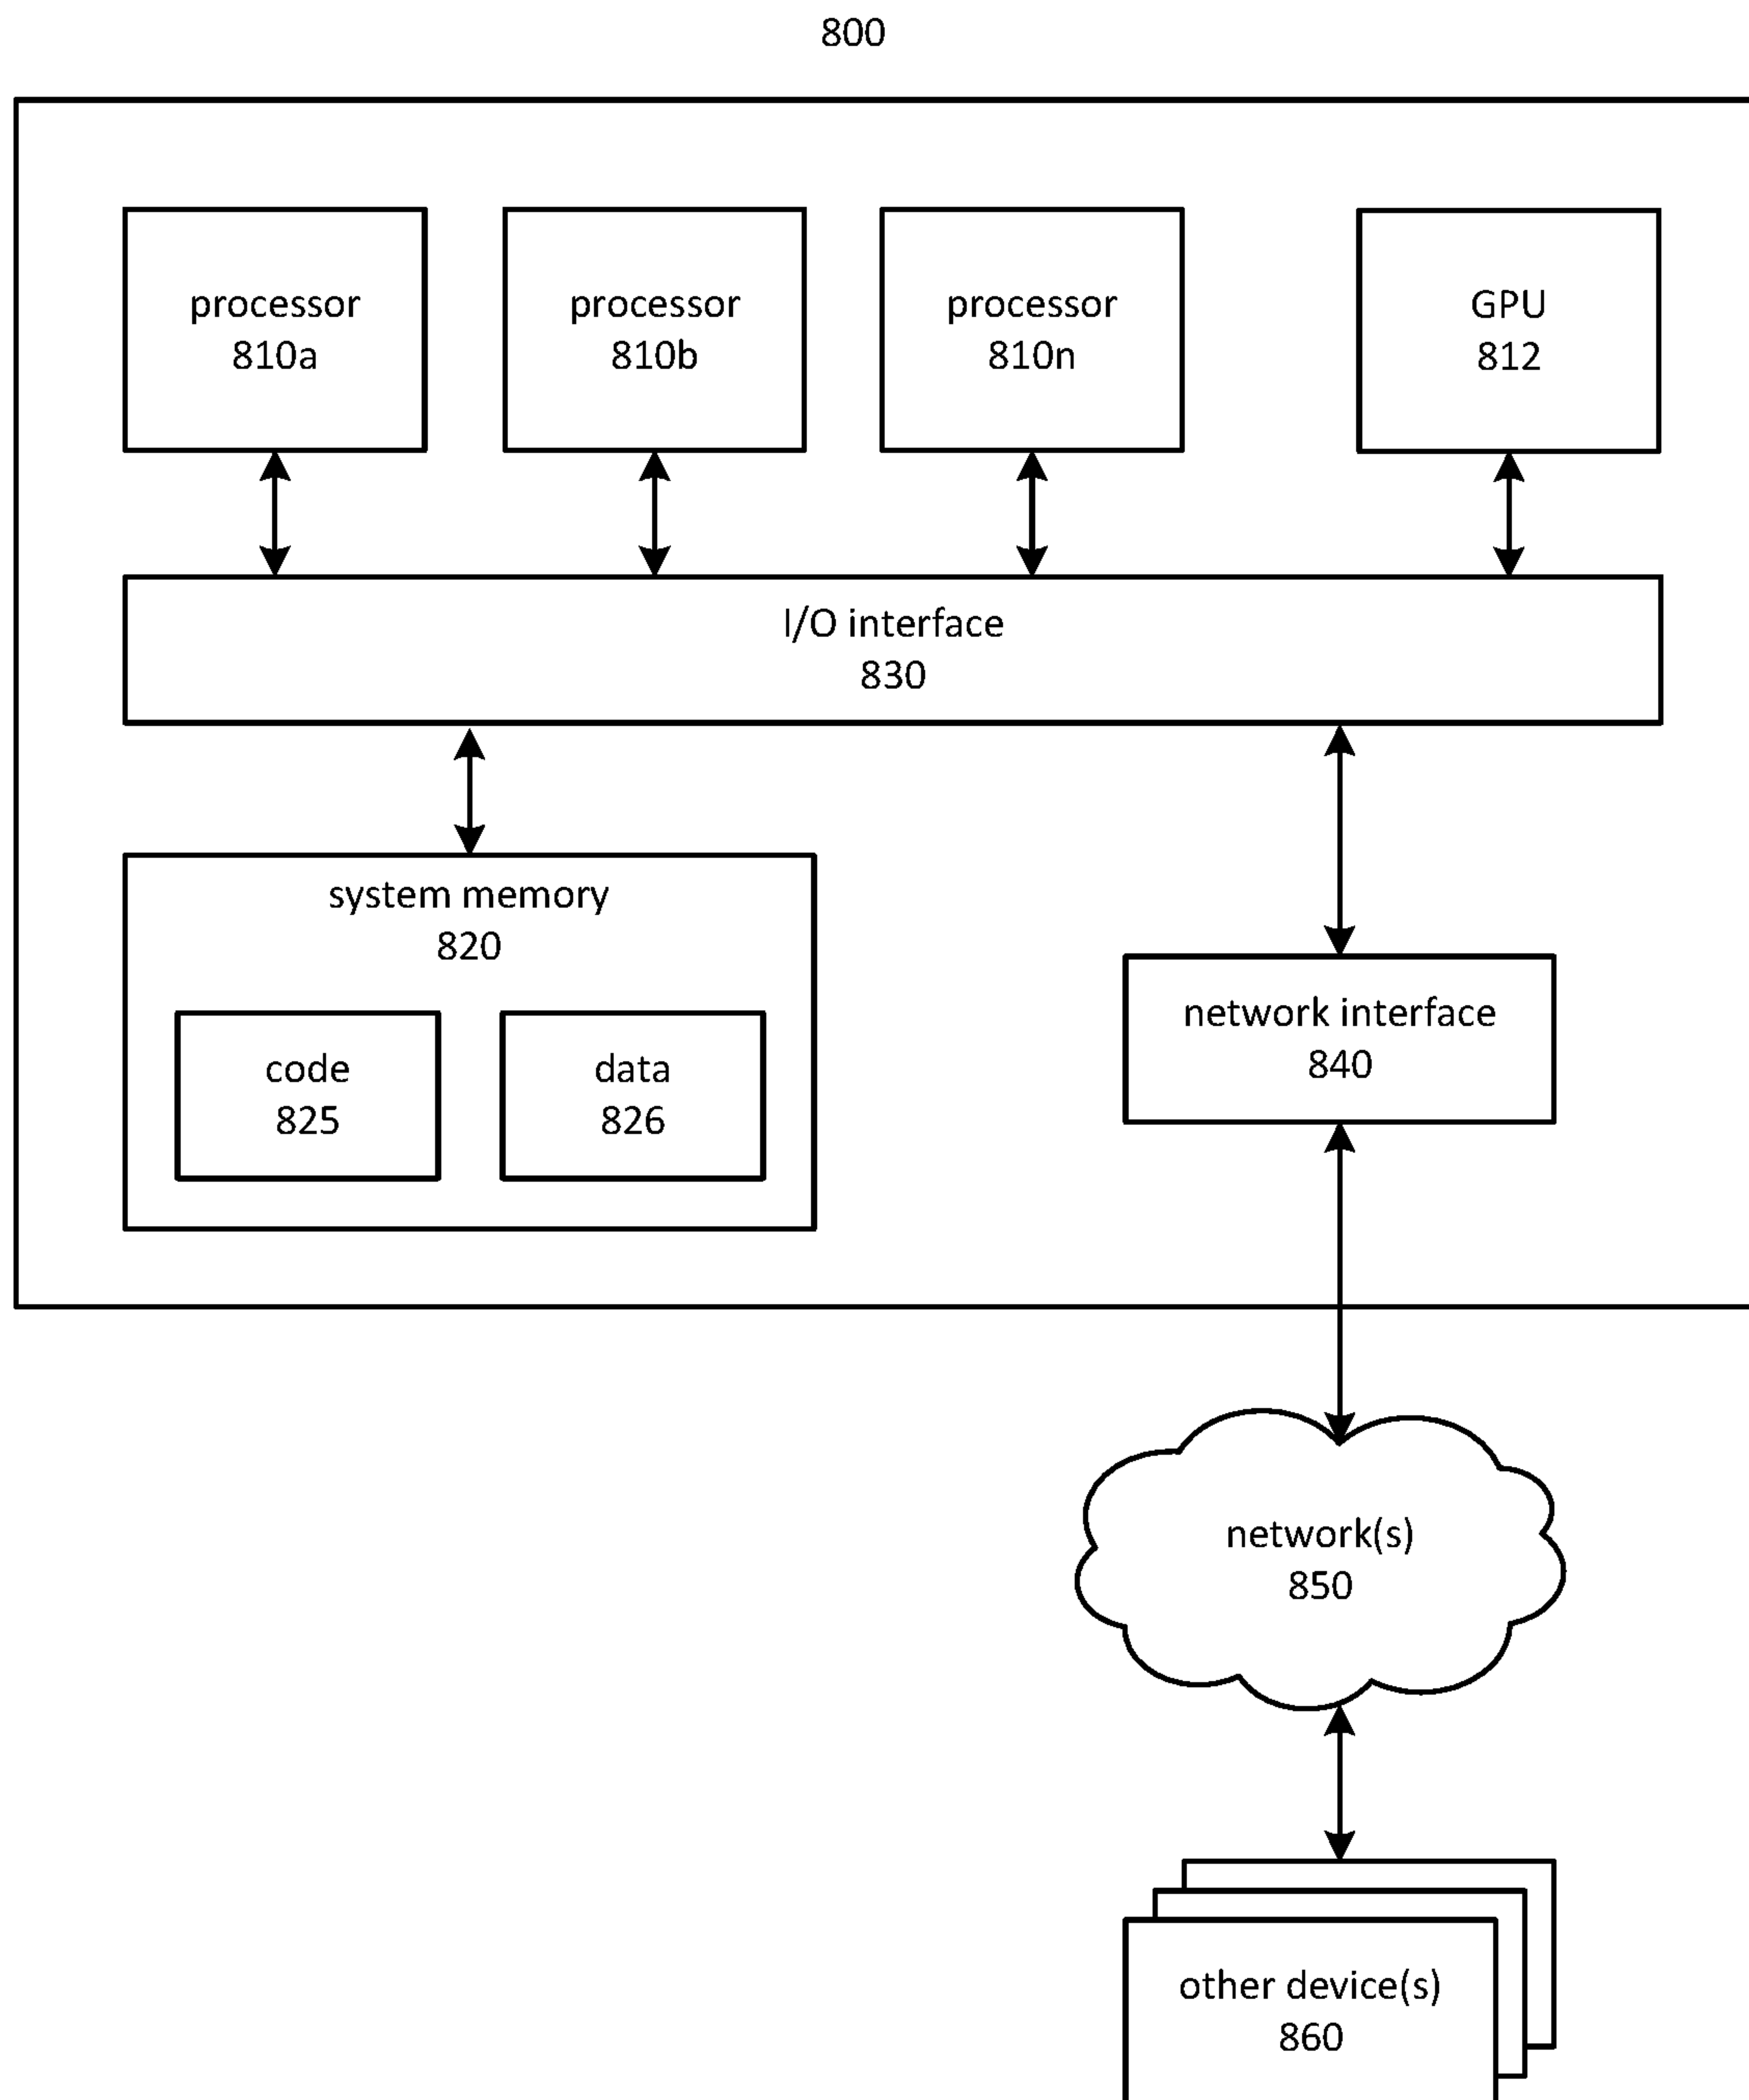 800
processor
810a
processor
810b
processor
810n
GPU
812
I/O interface
830
system memory
820
code
825
data
826
network interface
840
network(s)
850
other device(s)
860